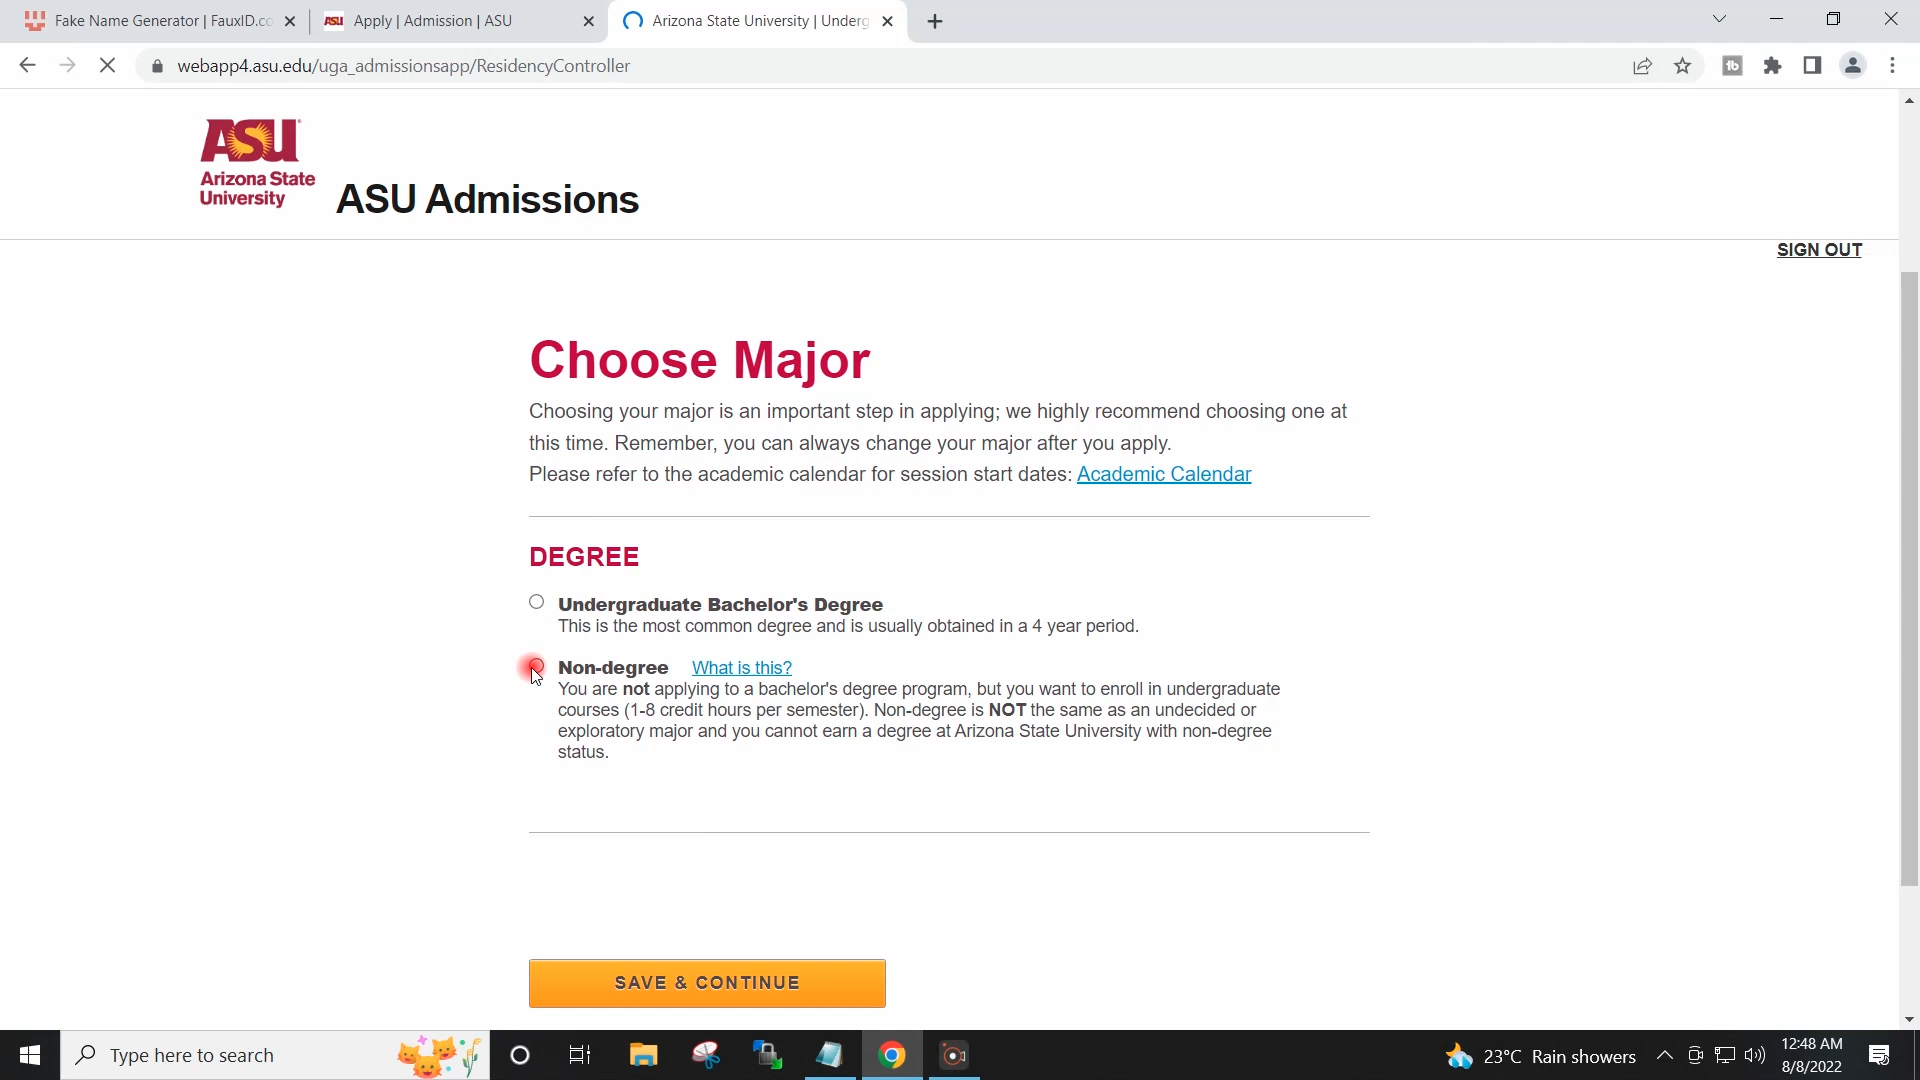 Fake Name Generator | FauxID.co
Apply | Admission | ASU
Arizona State University | Underg
webapp4.asu.edu/uga_admissionsapp/ResidencyController
ASU
Arizona State
University
ASU Admissions
SIGN OUT
Choose Major
Choosing your major is an important step in applying; we highly recommend choosing one at
this time. Remember, you can always change your major after you apply.
Please refer to the academic calendar for session start dates: Academic Calendar
DEGREE
Undergraduate Bachelor's Degree
This is the most common degree and is usually obtained in a 4 year period.
Non-degree What is this?
You are not applying to a bachelor's degree program, but you want to enroll in undergraduate
courses (1-8 credit hours per semester). Non-degree is NOT the same as an undecided or
exploratory major and you cannot earn a degree at Arizona State University with non-degree
status.
SAVE & CONTINUE
Type here to search
23°C Rain showers
12:48 AM
8/8/2022